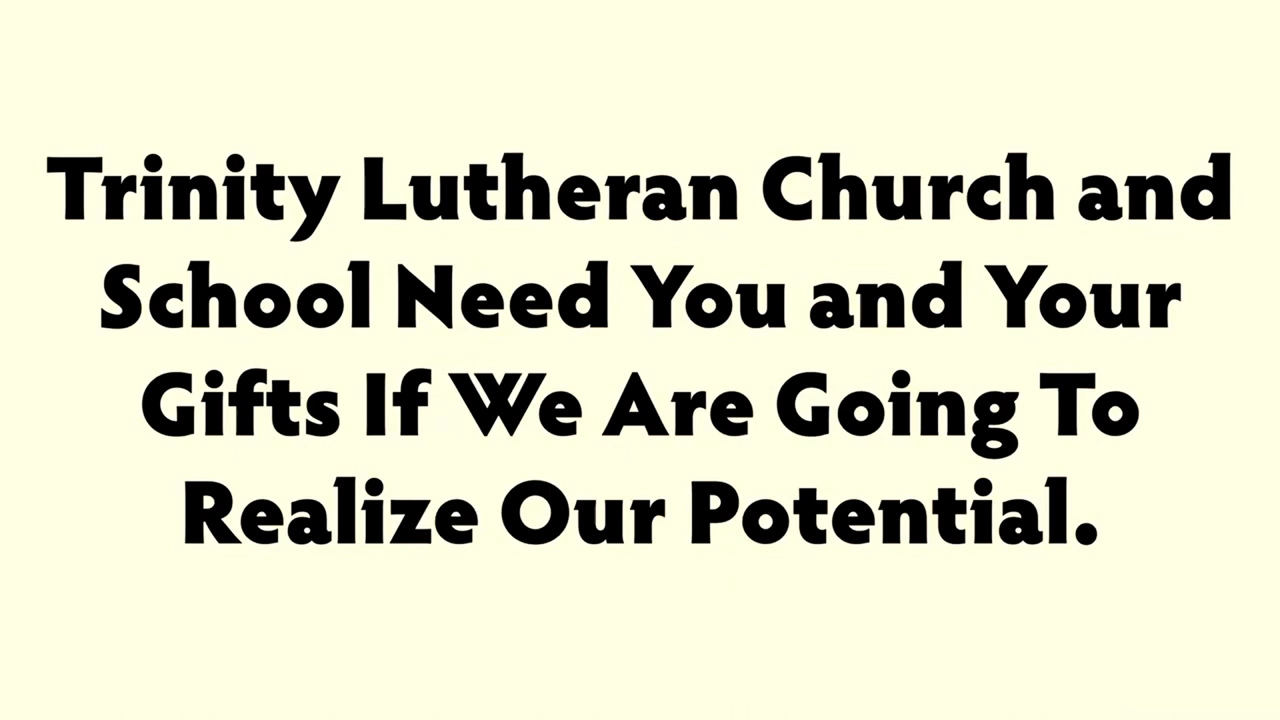 Trinity Lutheran Church and
School Need You and Your
Gifts If We Are Going To
Realize Our Potential.